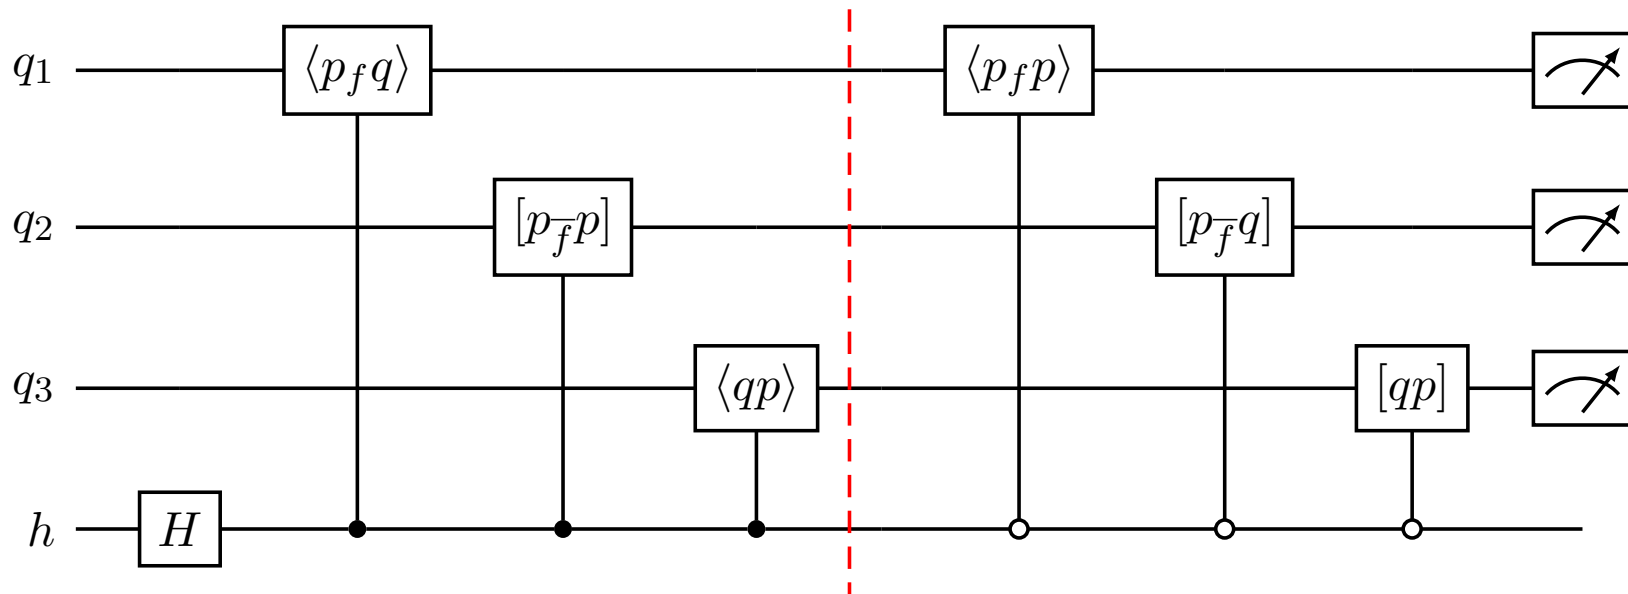 q₁ ⟨p_f q⟩ ⟨p_f p⟩
q₂ [p_f̅ p] [p_f̅ q]
q₃ ⟨qp⟩ [qp]
h H